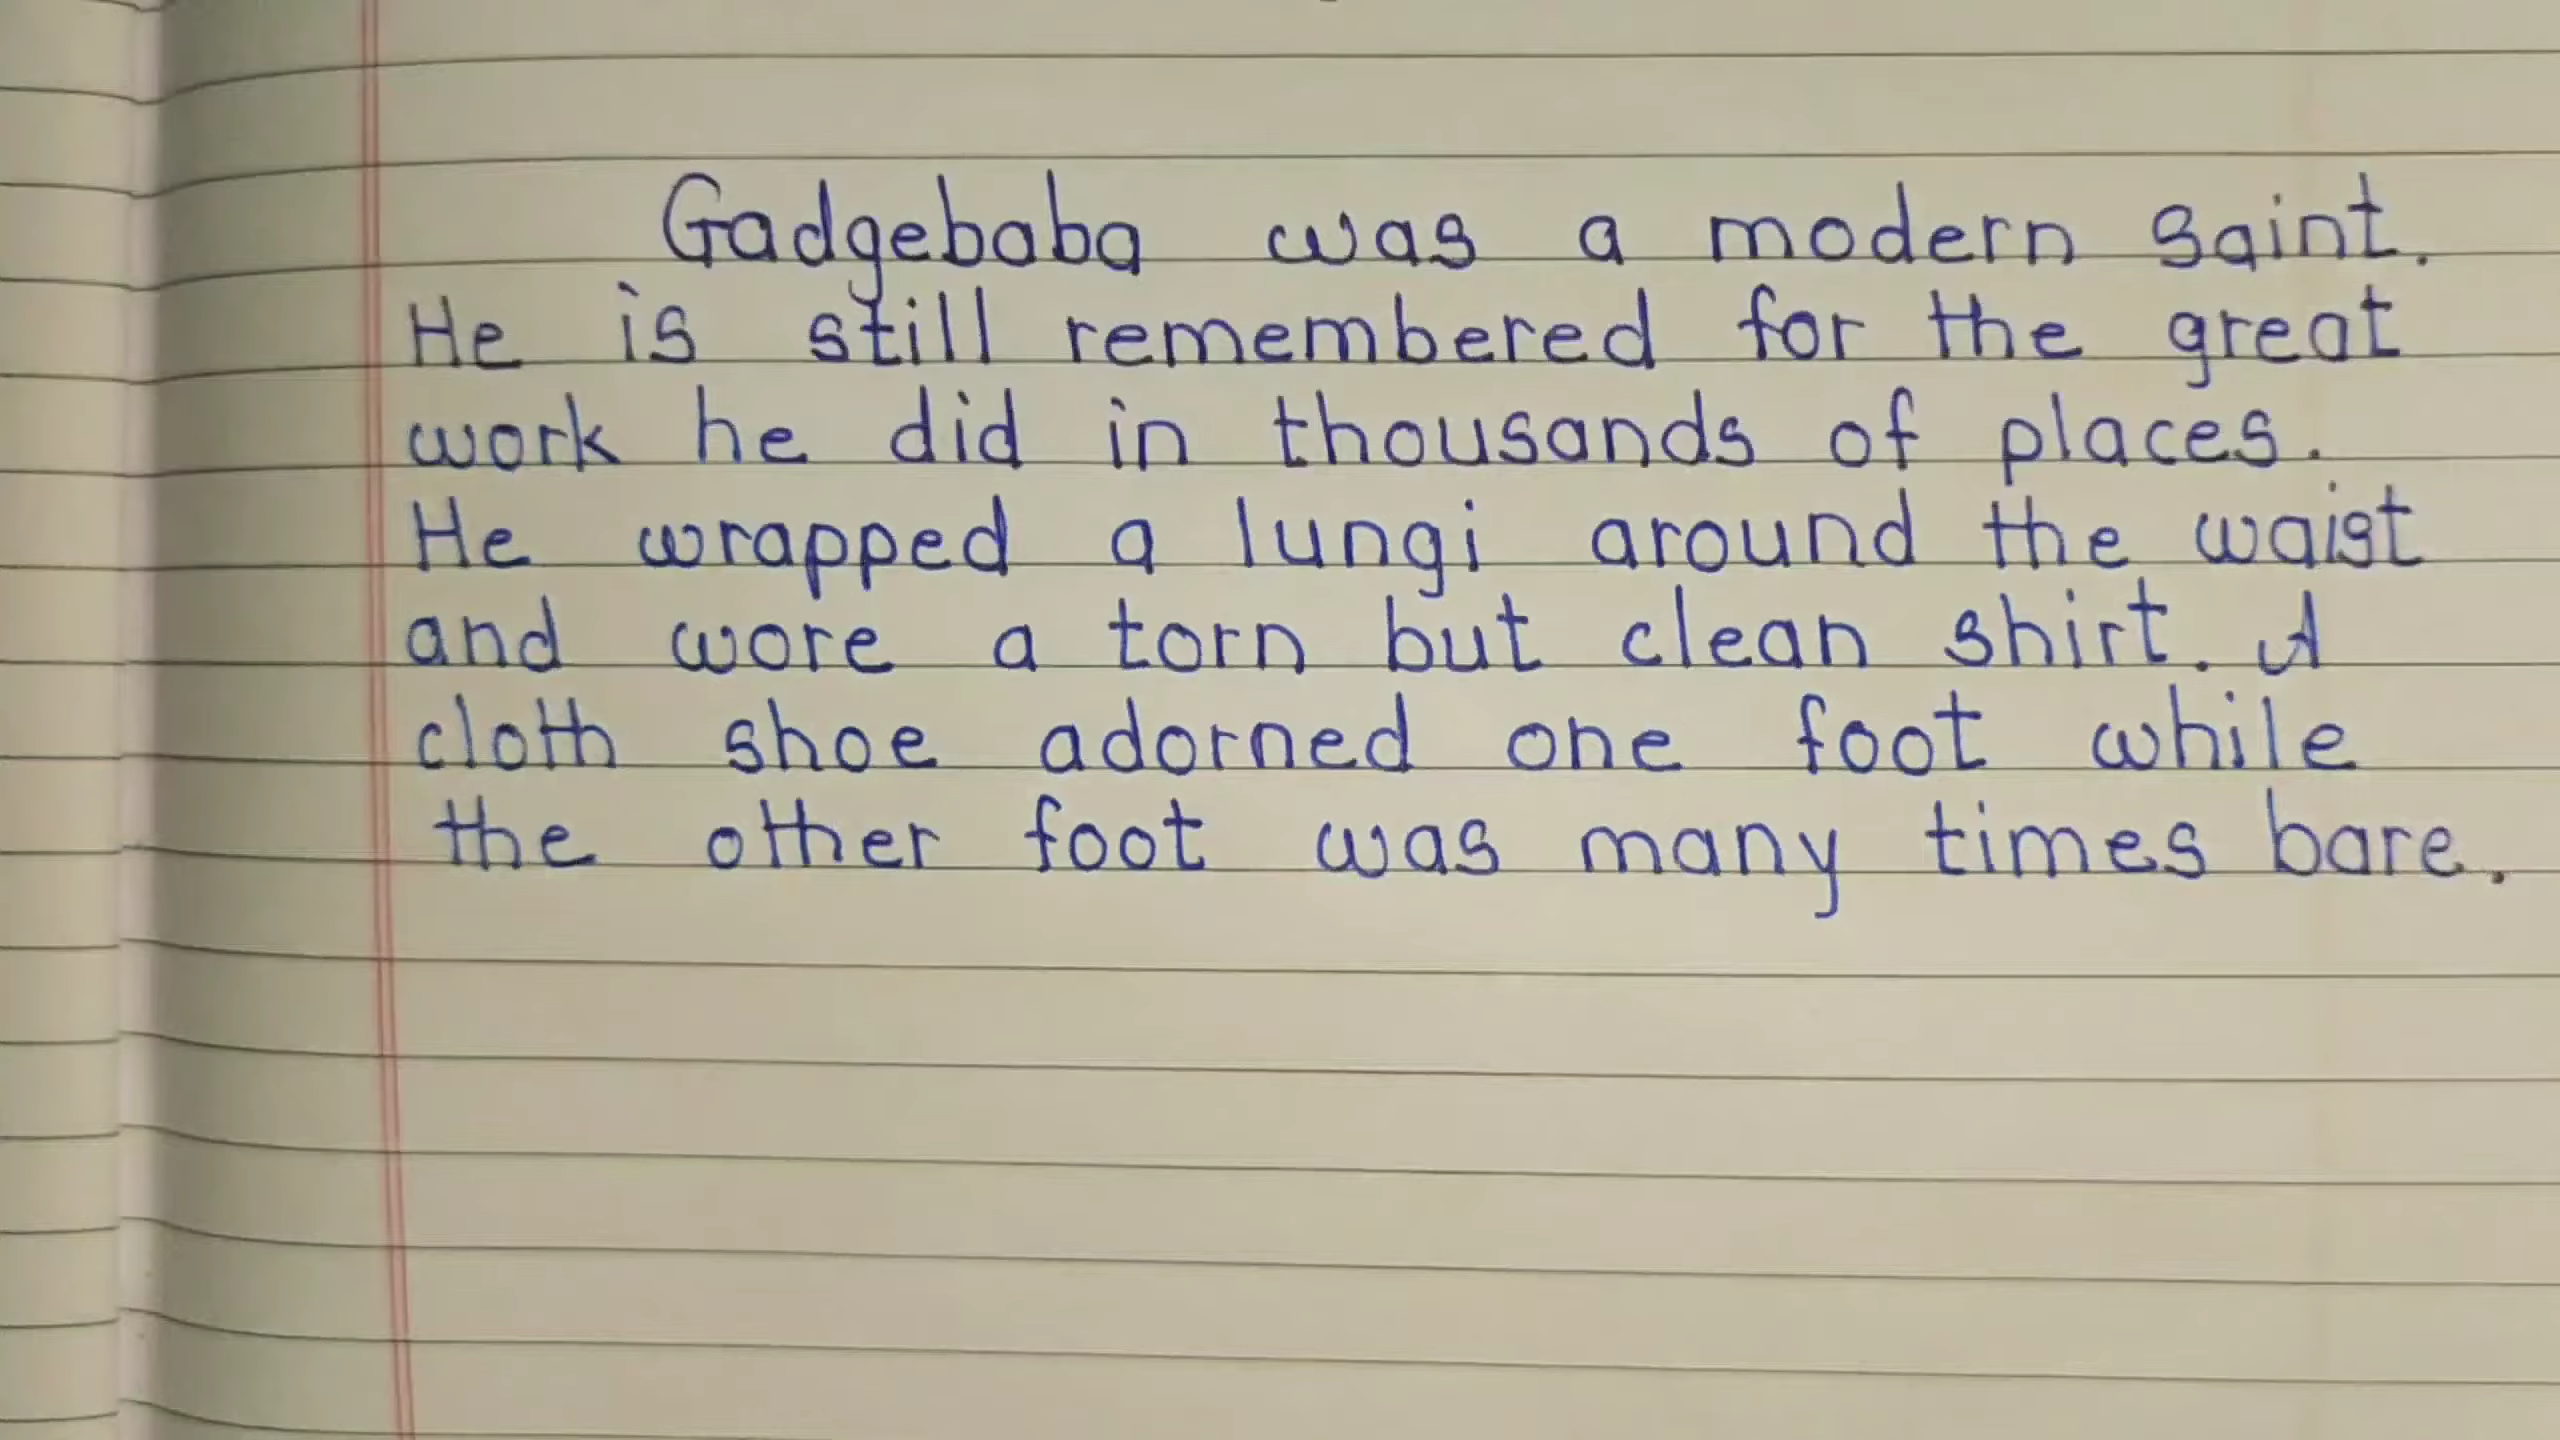 Gadgebaba was a modern saint.
He is still remembered for the great
work he did in thousands of places.
He wrapped a lungi around the waist
and wore a torn but clean shirt. A
cloth shoe adorned one foot while
the other foot was many times bare.